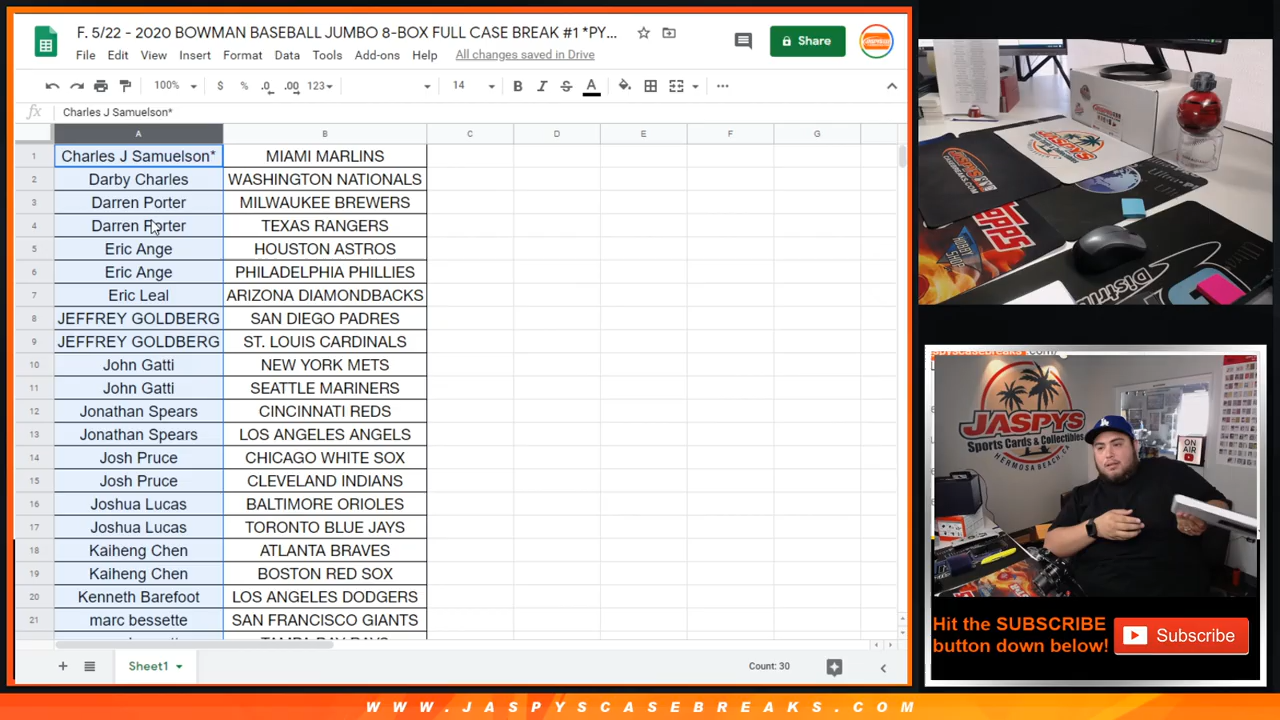 F. 5/22 - 2020 BOWMAN BASEBALL JUMBO 8-BOX FULL CASE BREAK #1 *PY...
File Edit View Insert Format Data Tools Add-ons Help All changes saved in Drive
Share
100% $ % .0 .00 123 14 B I S A
fx Charles J Samuelson*
A B C D E F G
1 Charles J Samuelson* MIAMI MARLINS
2 Darby Charles WASHINGTON NATIONALS
3 Darren Porter MILWAUKEE BREWERS
4 Darren Porter TEXAS RANGERS
5 Eric Ange HOUSTON ASTROS
6 Eric Ange PHILADELPHIA PHILLIES
7 Eric Leal ARIZONA DIAMONDBACKS
8 JEFFREY GOLDBERG SAN DIEGO PADRES
9 JEFFREY GOLDBERG ST. LOUIS CARDINALS
10 John Gatti NEW YORK METS
11 John Gatti SEATTLE MARINERS
12 Jonathan Spears CINCINNATI REDS
13 Jonathan Spears LOS ANGELES ANGELS
14 Josh Pruce CHICAGO WHITE SOX
15 Josh Pruce CLEVELAND INDIANS
16 Joshua Lucas BALTIMORE ORIOLES
17 Joshua Lucas TORONTO BLUE JAYS
18 Kaiheng Chen ATLANTA BRAVES
19 Kaiheng Chen BOSTON RED SOX
20 Kenneth Barefoot LOS ANGELES DODGERS
21 marc bessette SAN FRANCISCO GIANTS
TAMPA BAY RAYS
Sheet1
Count: 30
TOPPS
HOBBY
SHOP
JASPYS
Sports Cards & Collectibles
HERMOSA BEACH, CA
ON
AIR
LA
Hit the SUBSCRIBE
button down below!
Subscribe
WWW.JASPYSCASEBREAKS.COM